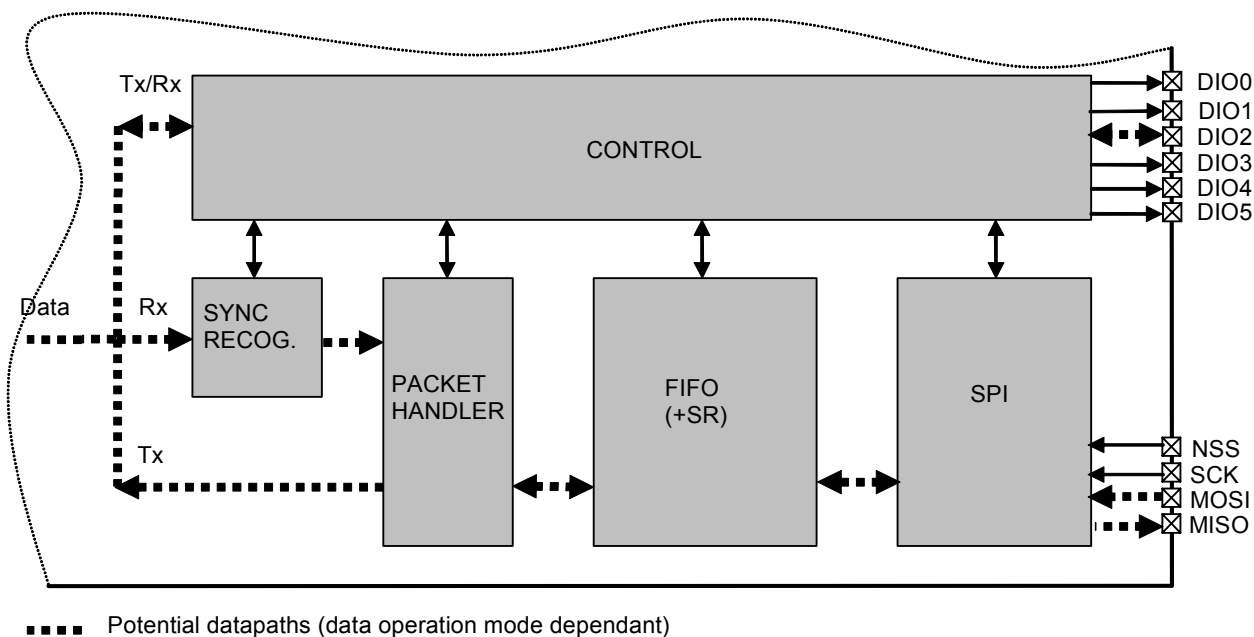 Tx/Rx
CONTROL
DIO0
DIO1
DIO2
DIO3
DIO4
DIO5
Data
Rx
SYNC
RECOG.
PACKET
HANDLER
FIFO
(+SR)
SPI
Tx
NSS
SCK
MOSI
MISO
Potential datapaths (data operation mode dependant)